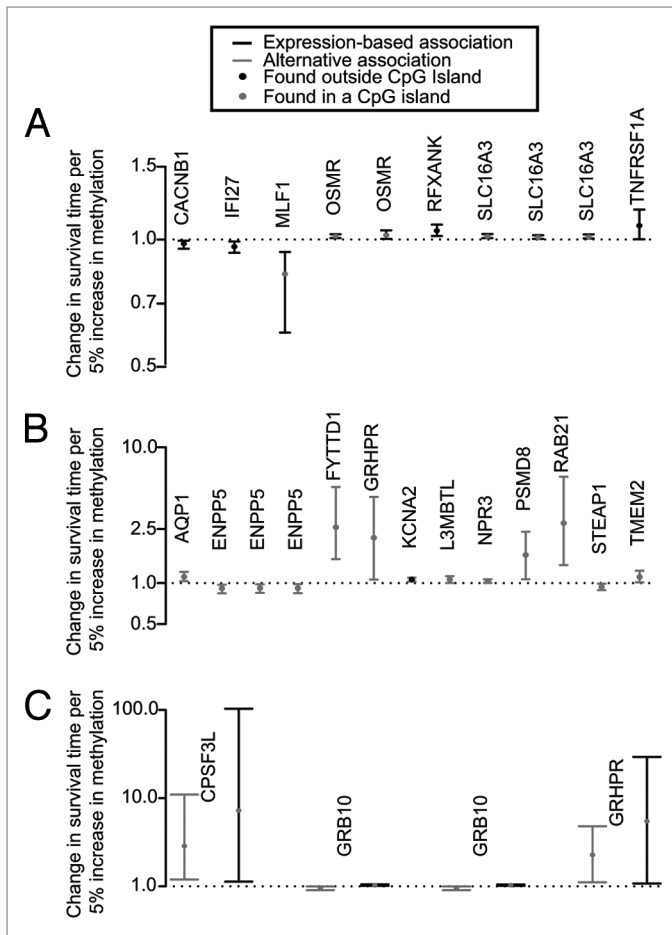 Expression-based association
Alternative association
Found outside CpG Island
Found in a CpG island
A
Change in survival time per
5% increase in methylation
1.5
1.0
0.7
0.5
CACNB1
IFI27
MLF1
OSMR
OSMR
RFXANK
SLC16A3
SLC16A3
SLC16A3
TNFRSF1A
B
Change in survival time per
5% increase in methylation
10.0
2.5
1.0
0.5
AQP1
ENPP5
ENPP5
ENPP5
FYTTD1
GRHPR
KCNA2
L3MBTL
NPR3
PSMD8
RAB21
STEAP1
TMEM2
C
Change in survival time per
5% increase in methylation
100.0
10.0
1.0
CPSF3L
GRB10
GRB10
GRHPR